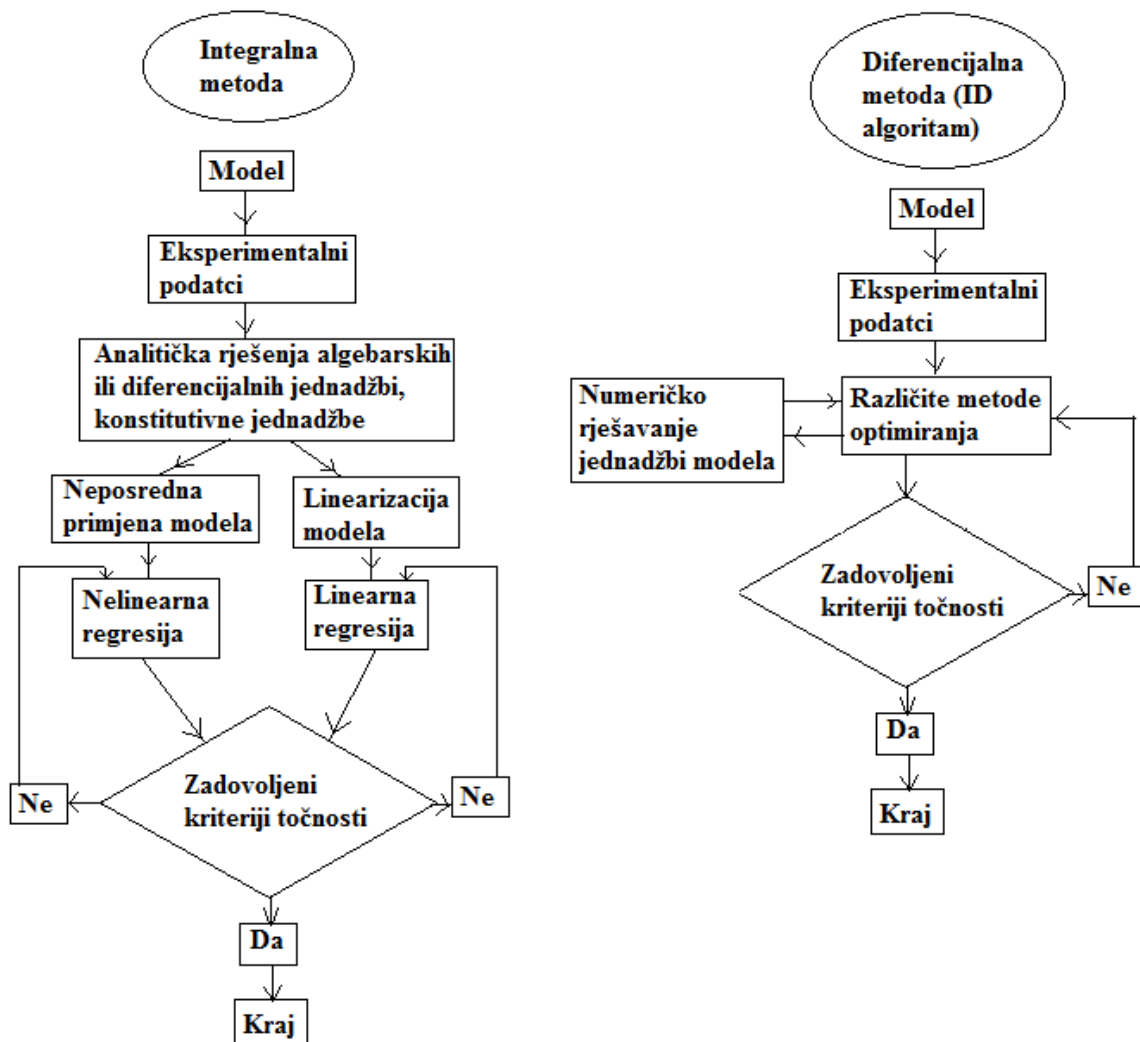 Integralna
metoda
Model
Eksperimentalni
podatci
Analitička rješenja algebarskih
ili diferencijalnih jednadžbi,
konstitutivne jednadžbe
Neposredna
primjena modela
Linearizacija
modela
Nelinearna
regresija
Linearna
regresija
Zadovoljeni
kriteriji točnosti
Ne
Ne
Da
Kraj
Diferencijalna
metoda (ID
algoritam)
Model
Eksperimentalni
podatci
Numeričko
rješavanje
jednadžbi modela
Različite metode
optimiranja
Zadovoljeni
kriteriji točnosti
Ne
Da
Kraj